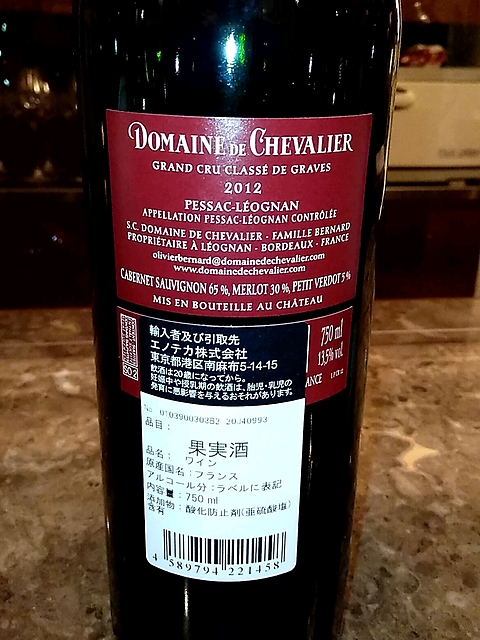 DOMAINE DE CHEVALIER
GRAND CRU CLASSÉ DE GRAVES
2012
PESSAC-LÉOGNAN
APPELLATION PESSAC-LÉOGNAN CONTRÔLÉE
S.C. DOMAINE DE CHEVALIER - FAMILLE BERNARD
PROPRIÉTAIRE À LÉOGNAN - BORDEAUX - FRANCE
olivierbernard@domainedechevalier.com
www.domainedechevalier.com
CABERNET SAUVIGNON 65 %, MERLOT 30 %, PETIT VERDOT 5 %
MIS EN BOUTEILLE AU CHÂTEAU
750 ml
13,5% vol
ANCE
輸入者及び引取先
エノテカ株式会社
東京都港区南麻布5-14-15
飲酒は20歳になってから。
妊娠中や授乳期の飲酒は、胎児・乳児の
発育に悪影響を与えるおそれがあります。
品目：
果実酒
品名： ワイン
原産国名：フランス
アルコール分：ラベルに表記
内容量：750 ml
添加物：酸化防止剤(亜硫酸塩)
含有
4 589794 221458